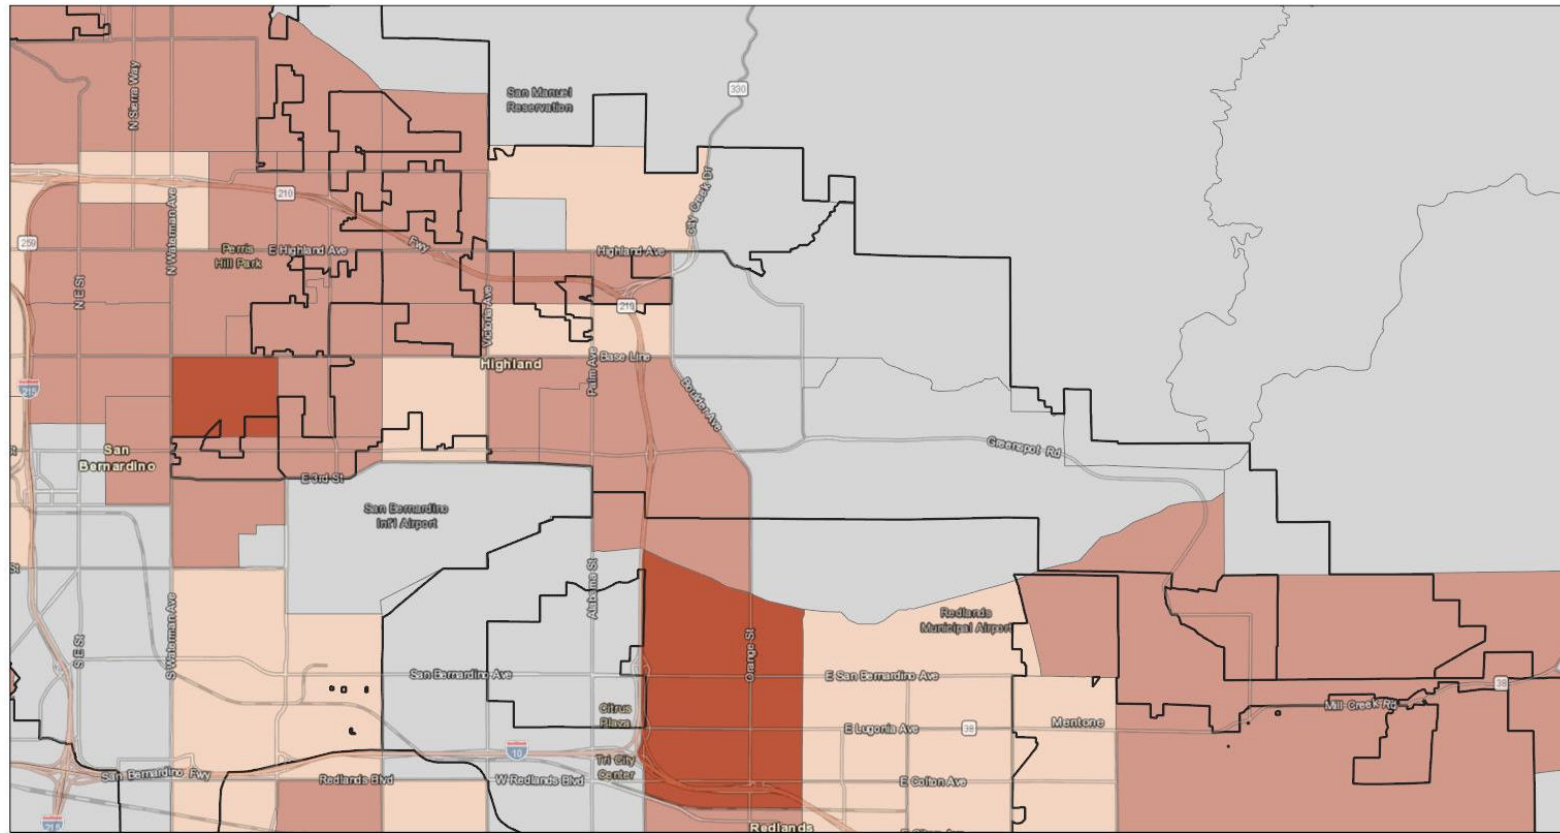 N Sierra Way
San Manuel
Reservation
330
210
N Waterman Ave
City Creek Dr
259
Perris
Hill Park
E Highland Ave
Fwy
Highland Ave
N E St
Victoria Ave
210
Highland
Base Line
Palm Ave
Boulder Ave
215
San
Bernardino
E 3rd St
Greenspot Rd
San Bernardino
Int'l Airport
St
Alabama St
S E St
S Waterman Ave
Redlands
Municipal Airport
San Bernardino Ave
Orange St
E San Bernardino Ave
38
Mill Creek Rd
Citrus
Plaza
E Lugonia Ave
38
Mentone
10
Tri City
Center
San Bernardino Fwy
Redlands Blvd
W Redlands Blvd
E Colton Ave
215
Redlands